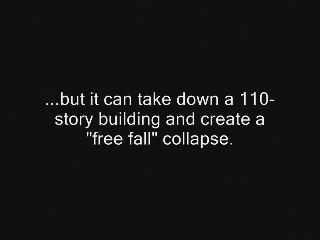 ...but it can take down a 110-
story building and create a
"free fall" collapse.